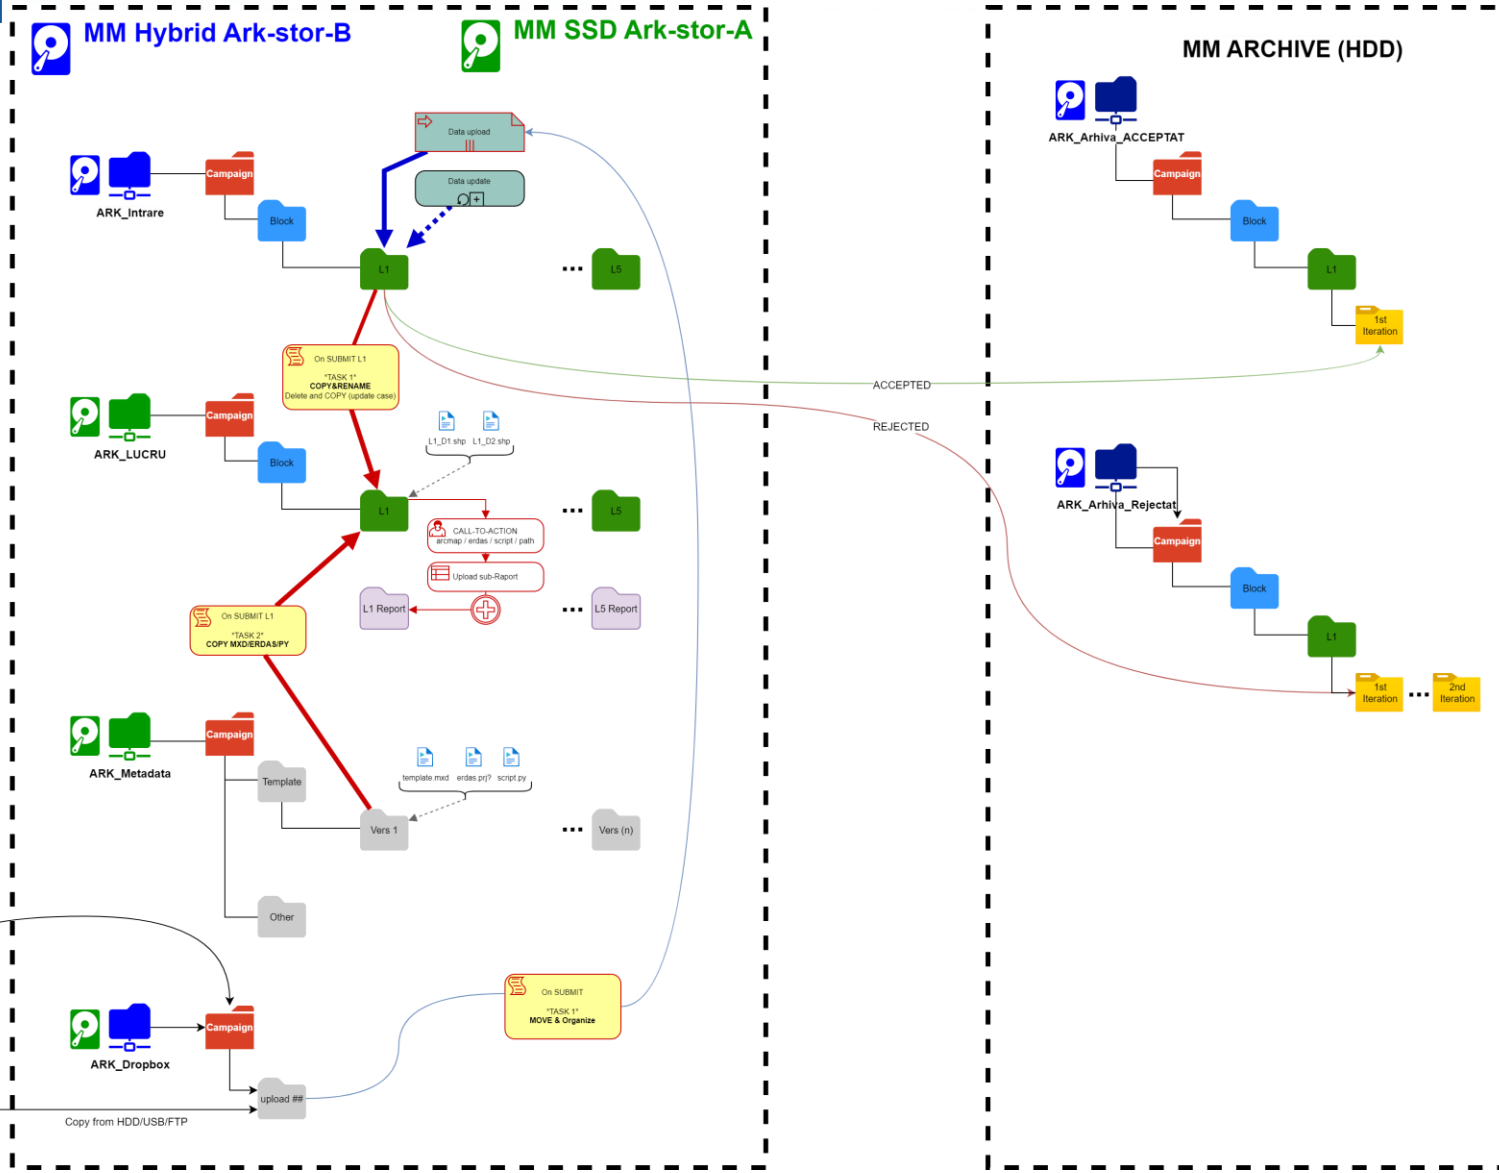 MM Hybrid Ark-stor-B
MM SSD Ark-stor-A
MM ARCHIVE (HDD)
Data upload
Data update
ARK_Intrare
Campaign
Block
L1
L5
On SUBMIT L1
"TASK 1"
COPY&RENAME
Delete and COPY (update case)
ARK_LUCRU
Campaign
Block
L1_D1.shp
L1_D2.shp
L1
L5
CALL-TO-ACTION
arcmap / erdas / script / path
Upload sub-Raport
L1 Report
L5 Report
On SUBMIT L1
"TASK 2"
COPY MXD/ERDAS/PY
ARK_Metadata
Campaign
Template
template.mxd
erdas.prj?
script.py
Vers 1
Vers (n)
Other
ARK_Dropbox
Campaign
upload ##
Copy from HDD/USB/FTP
On SUBMIT
"TASK 1"
MOVE & Organize
ACCEPTED
REJECTED
ARK_Arhiva_ACCEPTAT
Campaign
Block
L1
1st
Iteration
ARK_Arhiva_Rejectat
Campaign
Block
L1
1st
Iteration
2nd
Iteration